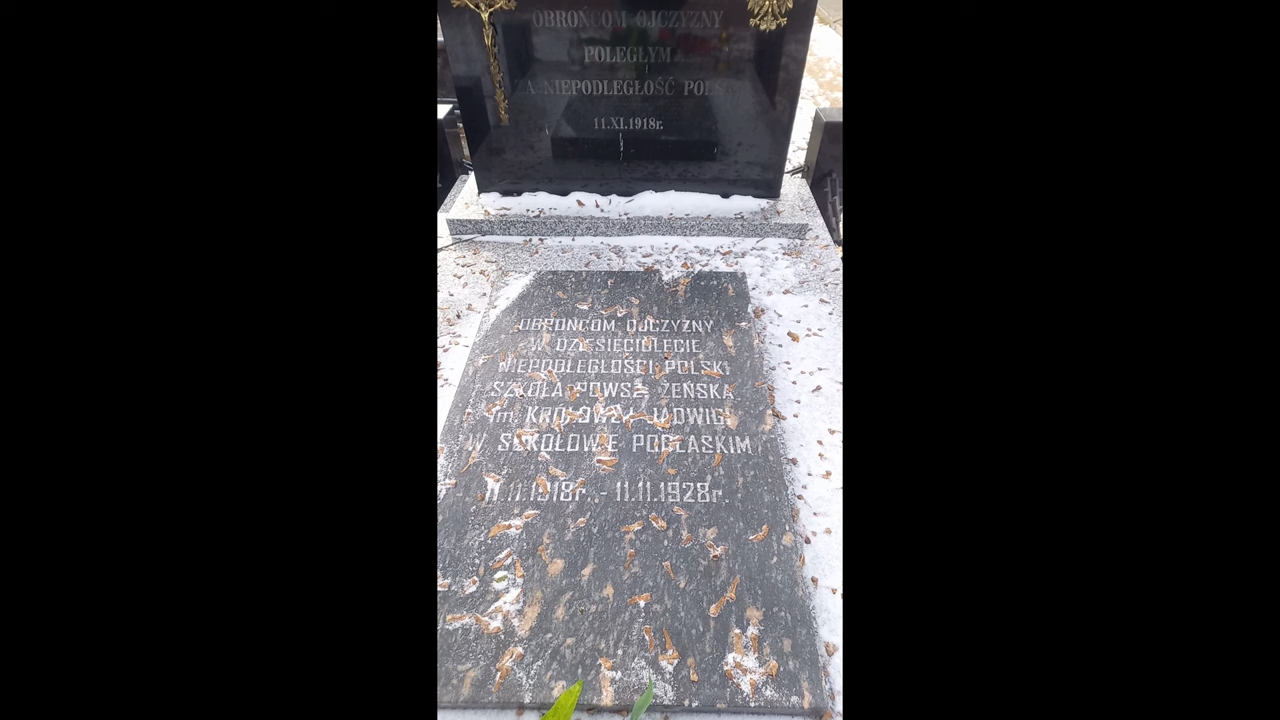 OBROŃCOM OJCZYZNY
POLEGŁYM
ZA NIEPODLEGŁOŚĆ POLSKI
11.XI.1918r.
OBROŃCOM OJCZYZNY
W DZIESIĘCIOLECIE
NIEPODLEGŁOŚCI POLSKI
SZKOŁA POWSZ. ŻEŃSKA
im. KRÓLOWEJ JADWIGI
W SOKOŁOWIE PODLASKIM
11.11.1918r. - 11.11.1928r.